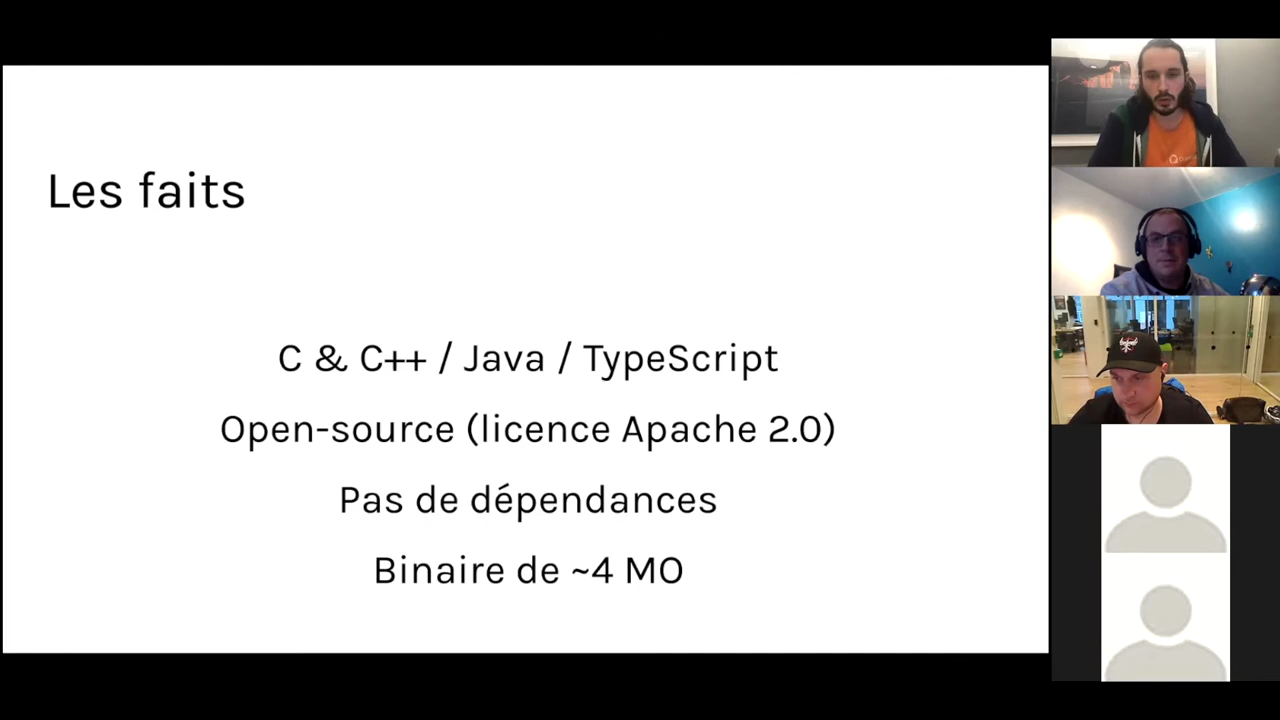 Les faits
C & C++ / Java / TypeScript
Open-source (licence Apache 2.0)
Pas de dépendances
Binaire de ~4 MO